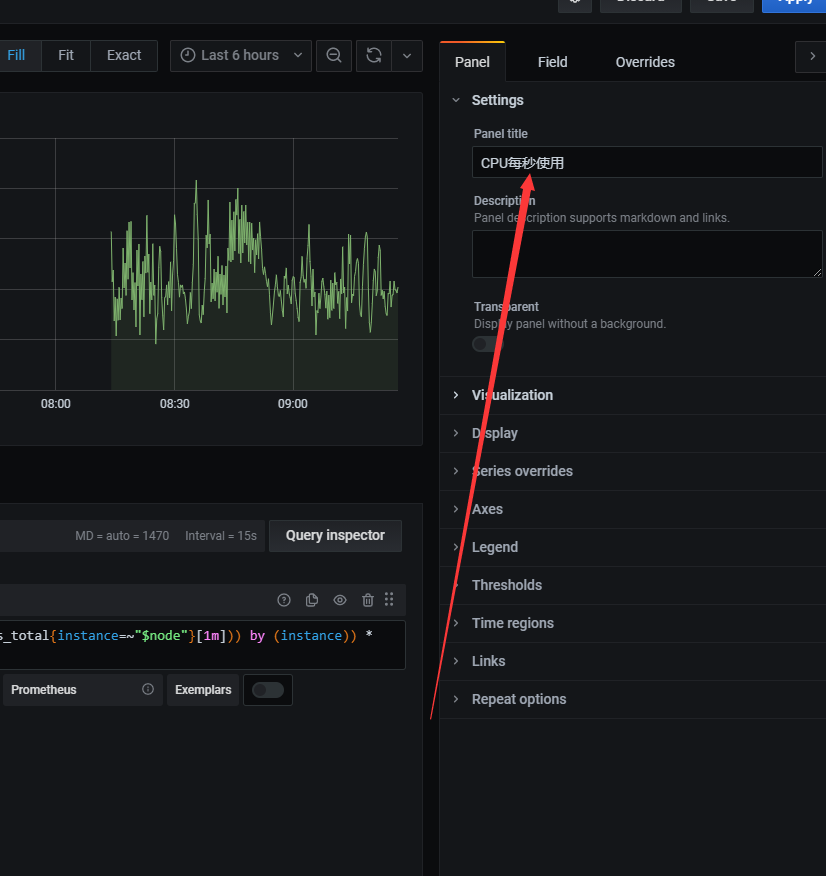 Discard
Save
Apply
Fill
Fit
Exact
Last 6 hours
Panel
Field
Overrides
Settings
Panel title
CPU每秒使用
Description
Panel description supports markdown and links.
Transparent
Display panel without a background.
08:00
08:30
09:00
Visualization
Display
Series overrides
Axes
Legend
Thresholds
Time regions
Links
Repeat options
MD = auto = 1470
Interval = 15s
Query inspector
s_total{instance=~"$node"}[1m])) by (instance)) *
Prometheus
Exemplars